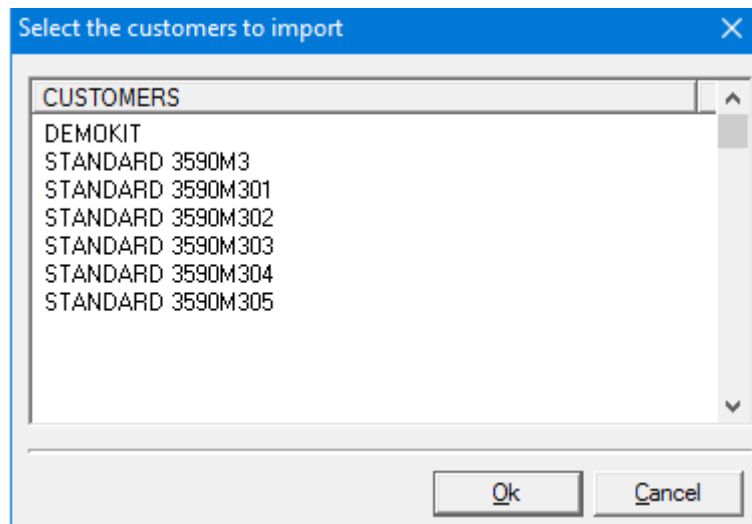 Select the customers to import
CUSTOMERS
DEMOKIT
STANDARD 3590M3
STANDARD 3590M301
STANDARD 3590M302
STANDARD 3590M303
STANDARD 3590M304
STANDARD 3590M305
Ok Cancel